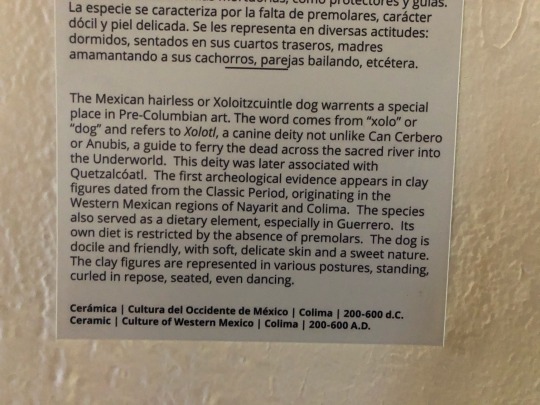 como protectores y guías.
La especie se caracteriza por la falta de premolares, carácter
dócil y piel delicada. Se les representa en diversas actitudes:
dormidos, sentados en sus cuartos traseros, madres
amamantando a sus cachorros, parejas bailando, etcétera.
The Mexican hairless or Xoloitzcuintle dog warrents a special
place in Pre-Columbian art. The word comes from “xolo” or
“dog” and refers to Xolotl, a canine deity not unlike Can Cerbero
or Anubis, a guide to ferry the dead across the sacred river into
the Underworld. This deity was later associated with
Quetzalcóatl. The first archeological evidence appears in clay
figures dated from the Classic Period, originating in the
Western Mexican regions of Nayarit and Colima. The species
also served as a dietary element, especially in Guerrero. Its
own diet is restricted by the absence of premolars. The dog is
docile and friendly, with soft, delicate skin and a sweet nature.
The clay figures are represented in various postures, standing,
curled in repose, seated, even dancing.
Cerámica | Cultura del Occidente de México | Colima | 200-600 d.C.
Ceramic | Culture of Western Mexico | Colima | 200-600 A.D.